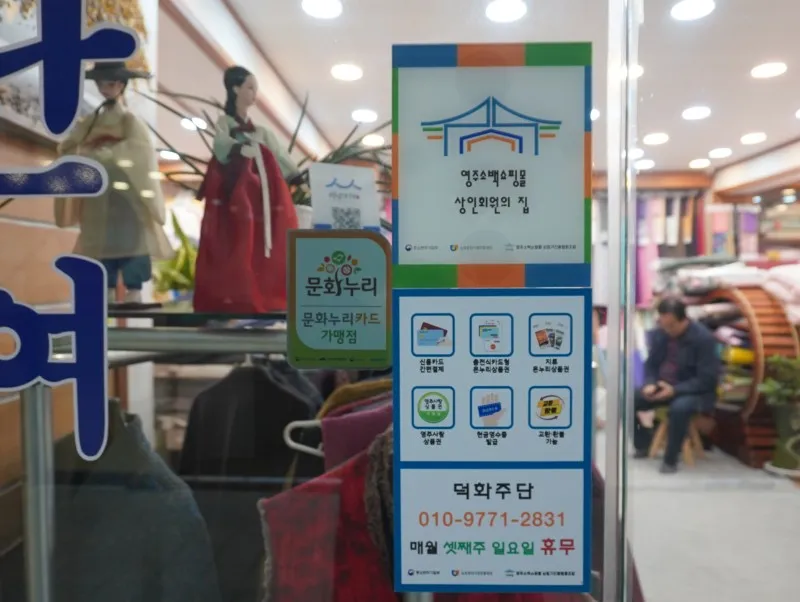 영주소백쇼핑몰
상인회원의 집
문화누리
문화누리카드
가맹점
신용카드
간편결제
충전식카드형
온누리상품권
지류
온누리상품권
영주사랑
상품권
현금영수증
발급
교환·환불
가능
덕화주단
010-9771-2831
매월 셋째주 일요일 휴무